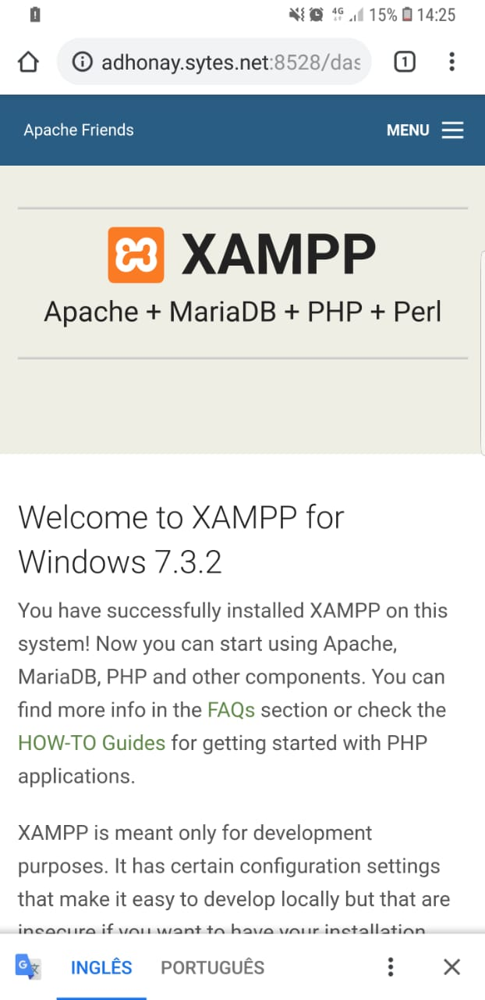 4G 15% 14:25
adhonay.sytes.net:8528/das
1
Apache Friends
MENU
XAMPP
Apache + MariaDB + PHP + Perl
Welcome to XAMPP for
Windows 7.3.2
You have successfully installed XAMPP on this
system! Now you can start using Apache,
MariaDB, PHP and other components. You can
find more info in the FAQs section or check the
HOW-TO Guides for getting started with PHP
applications.
XAMPP is meant only for development
purposes. It has certain configuration settings
that make it easy to develop locally but that are
insecure if you want to have your installation
INGLÊS PORTUGUÊS